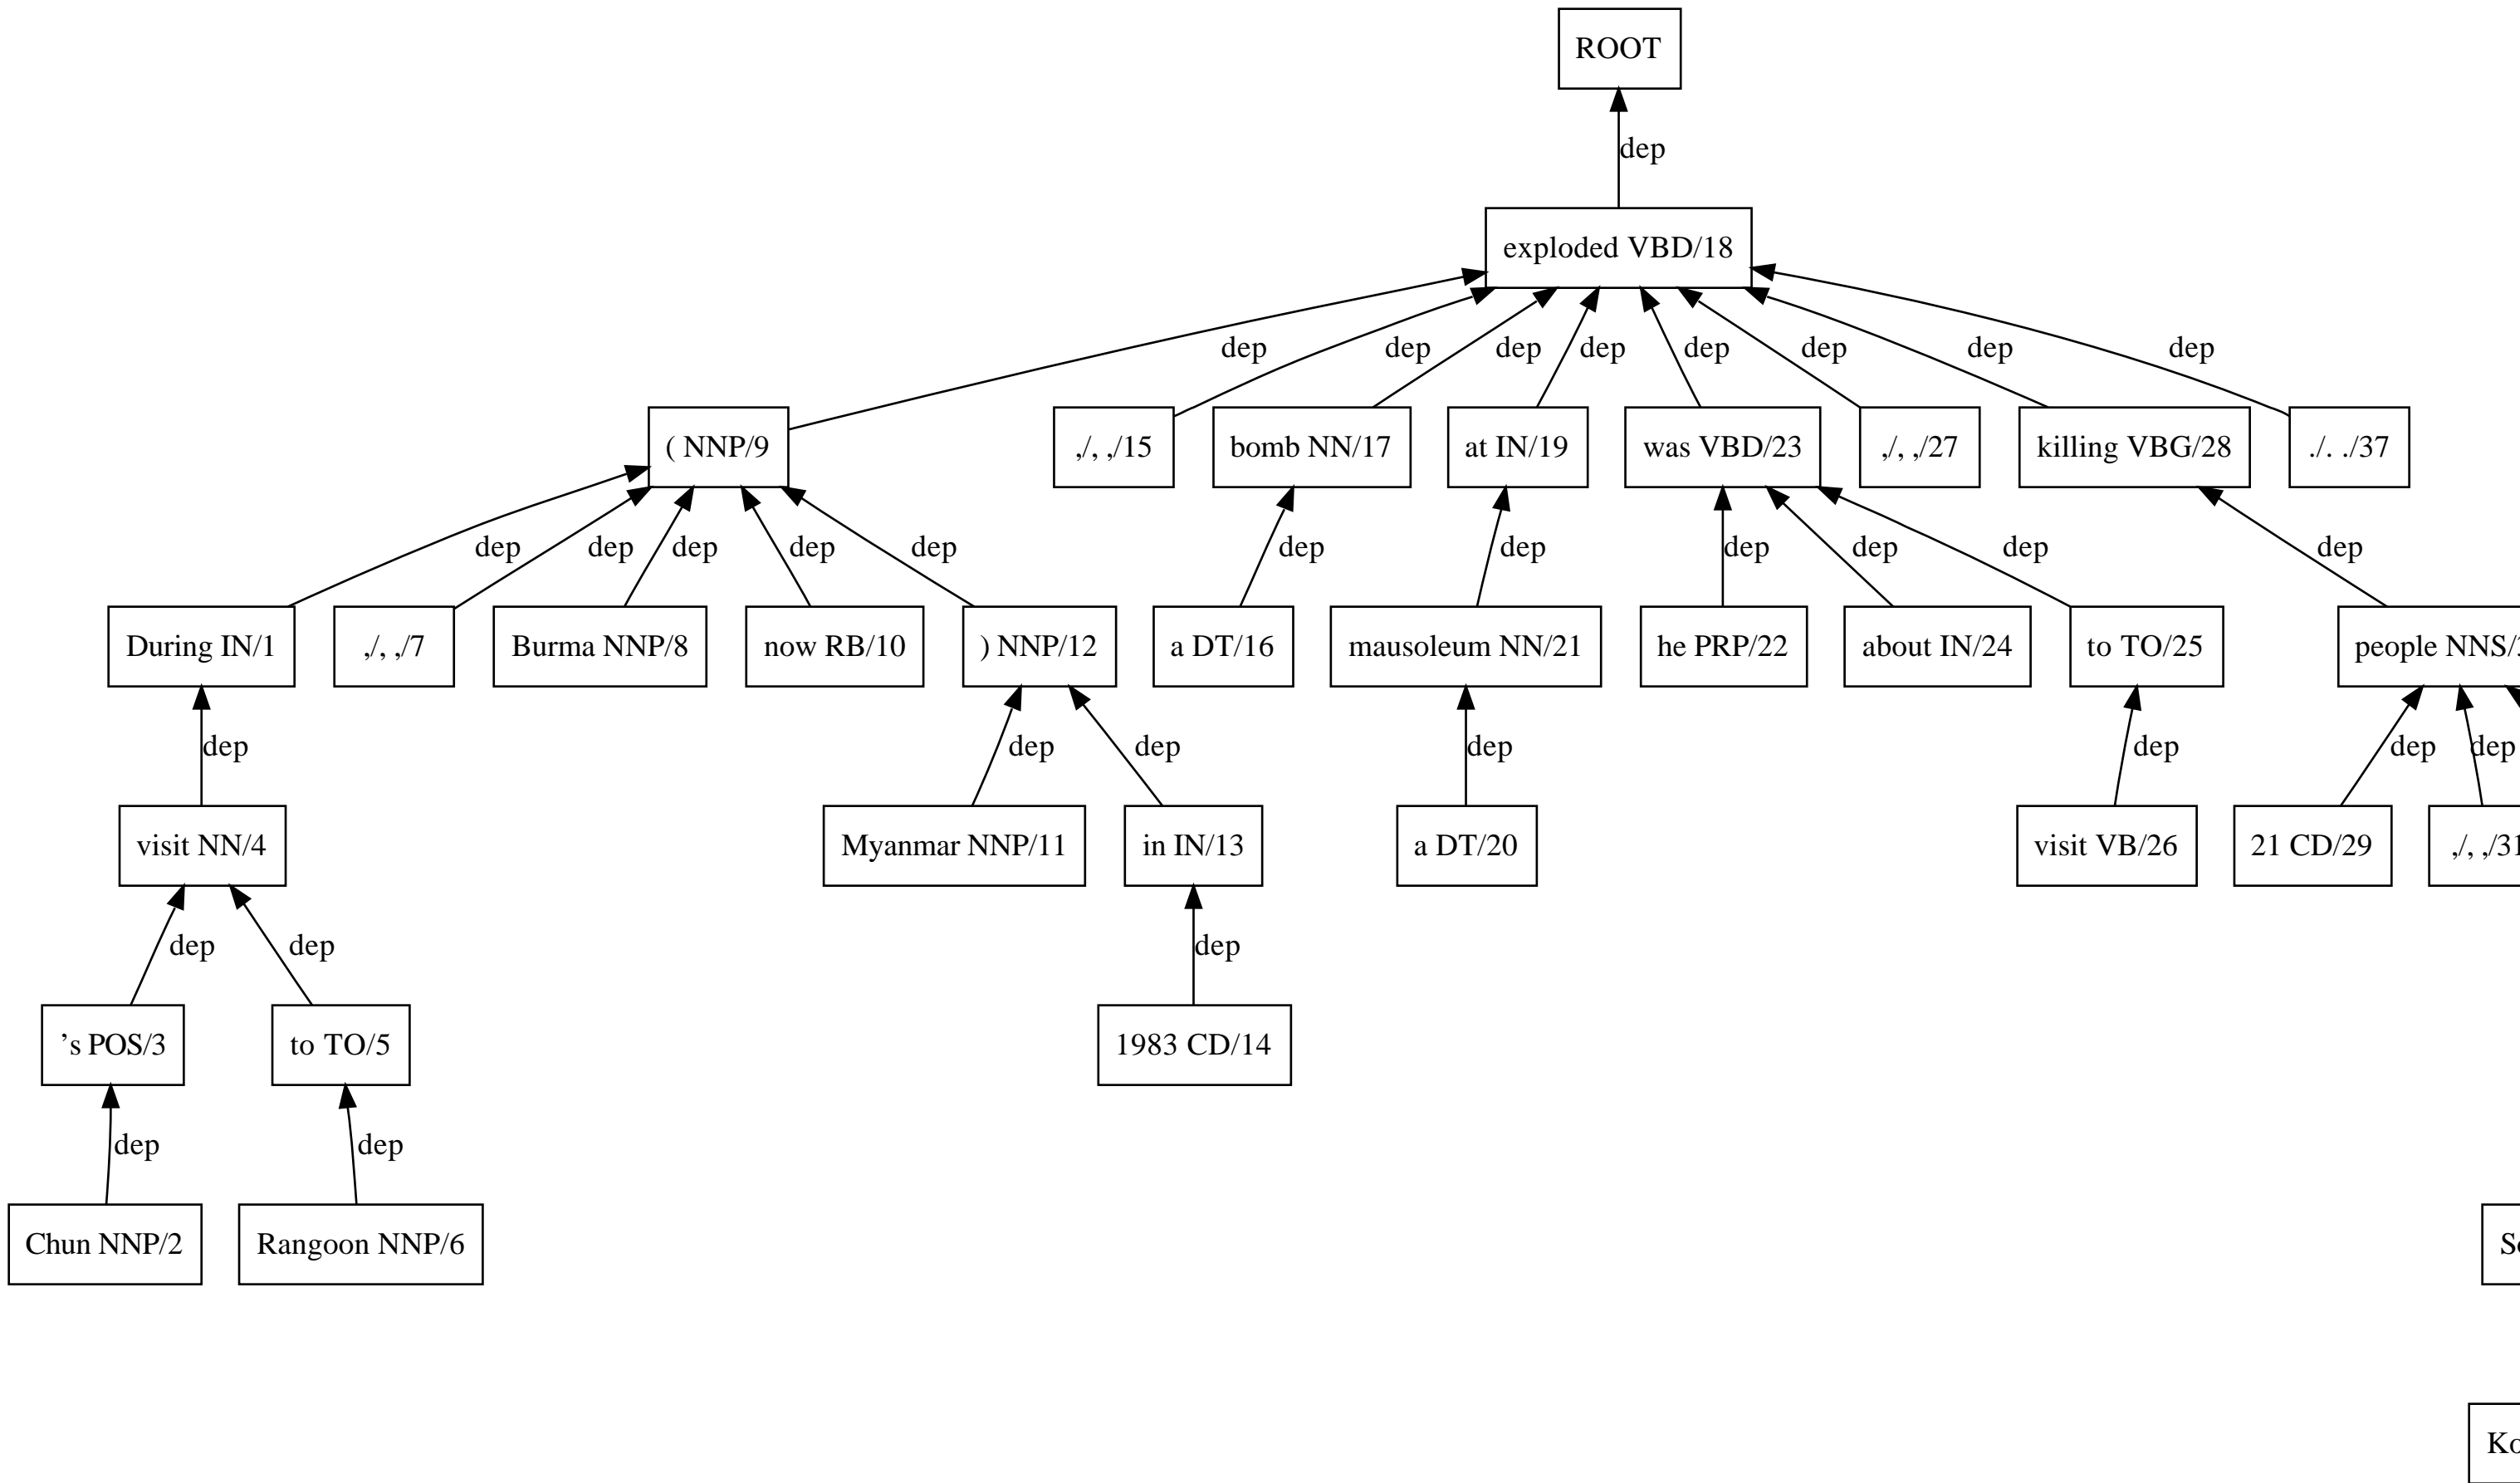 ROOT
dep
exploded VBD/18
dep dep dep dep dep dep dep dep
( NNP/9 ,/, ,/15 bomb NN/17 at IN/19 was VBD/23 ,/, ,/27 killing VBG/28 ./. ./37
dep dep dep dep dep dep dep dep dep dep dep
During IN/1 ,/, ,/7 Burma NNP/8 now RB/10 ) NNP/12 a DT/16 mausoleum NN/21 he PRP/22 about IN/24 to TO/25 people NNS/
dep dep dep dep dep dep dep
visit NN/4 Myanmar NNP/11 in IN/13 a DT/20 visit VB/26 21 CD/29 ,/, ,/31
dep dep dep
's POS/3 to TO/5 1983 CD/14
dep dep
Chun NNP/2 Rangoon NNP/6